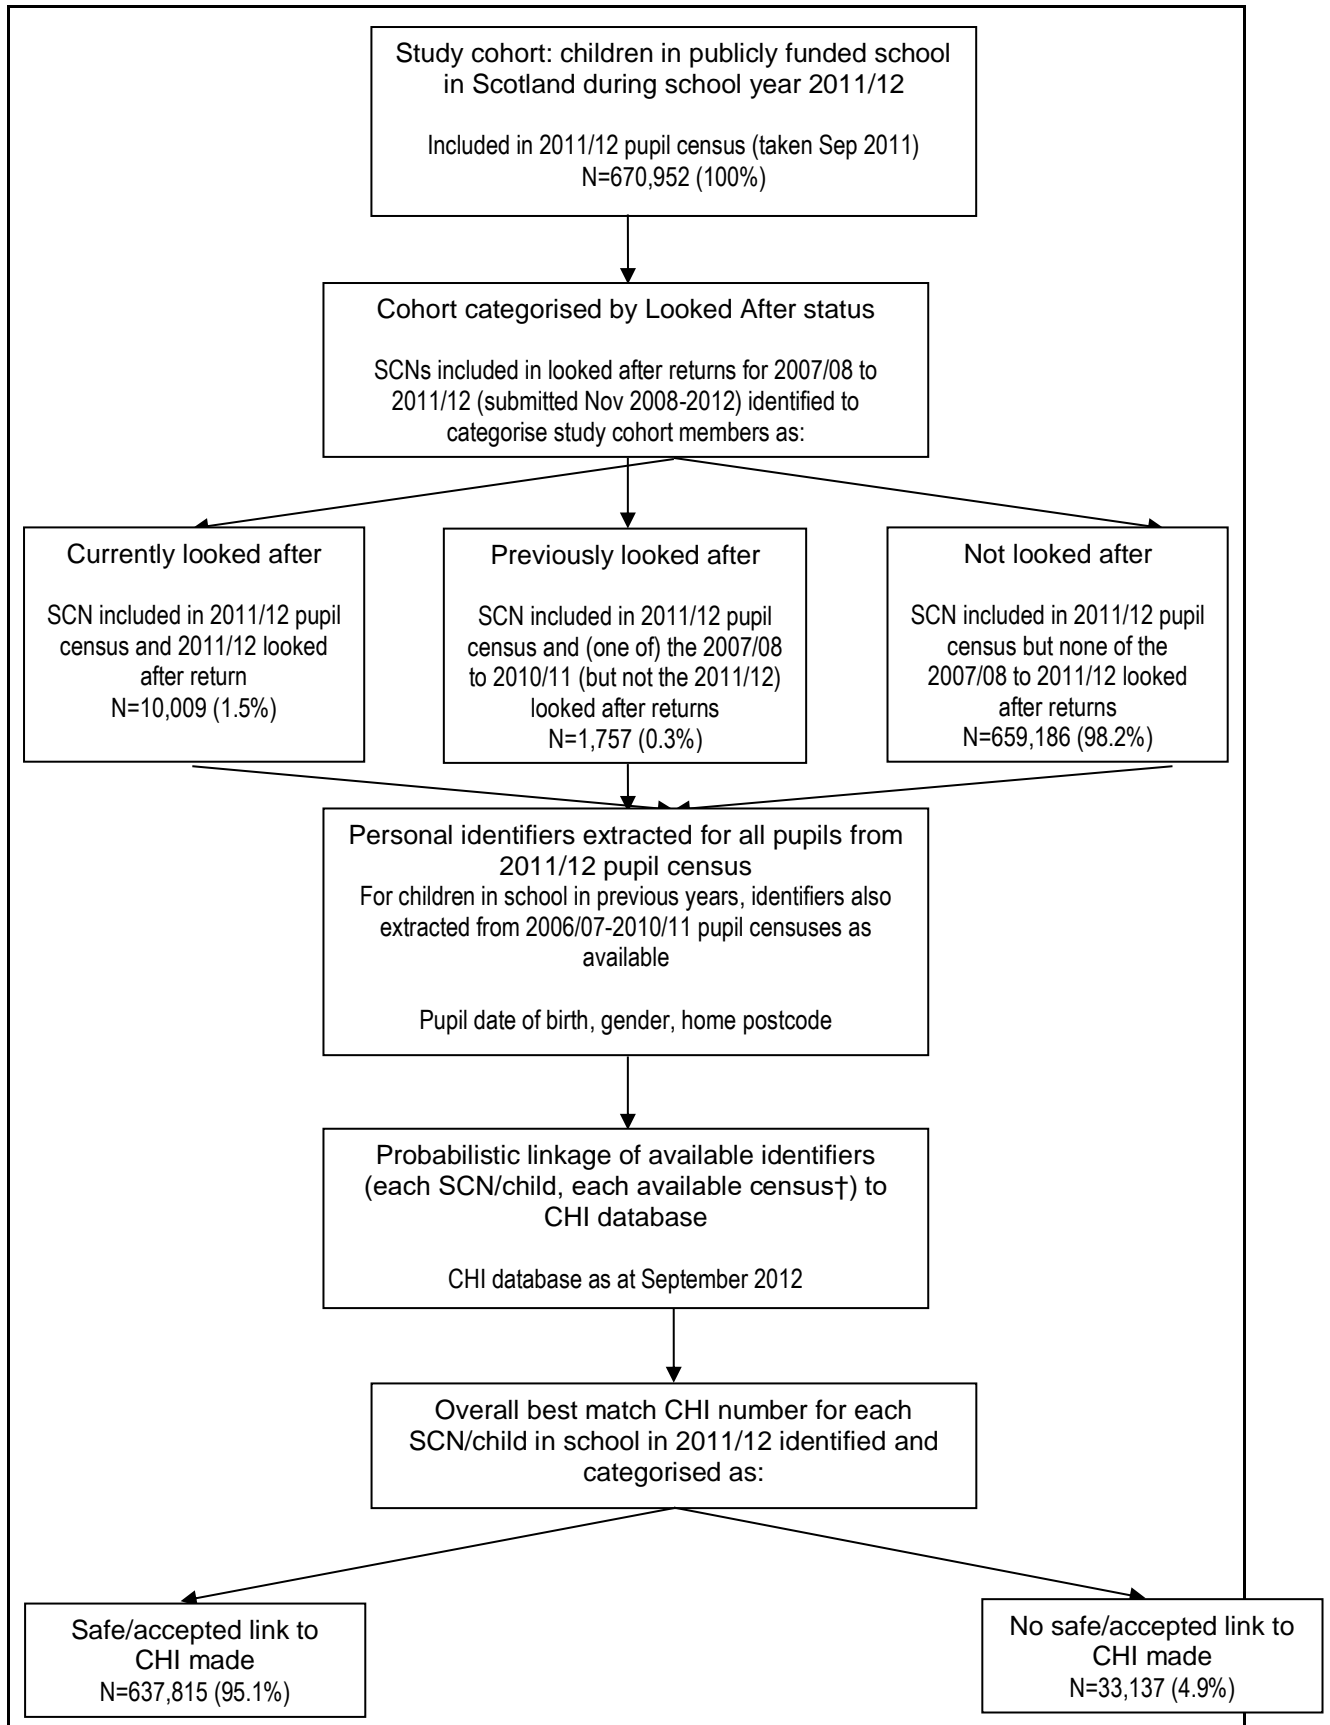 Study cohort: children in publicly funded school
in Scotland during school year 2011/12
Included in 2011/12 pupil census (taken Sep 2011)
N=670,952 (100%)
Cohort categorised by Looked After status
SCNs included in looked after returns for 2007/08 to
2011/12 (submitted Nov 2008-2012) identified to
categorise study cohort members as:
Currently looked after
SCN included in 2011/12 pupil
census and 2011/12 looked
after return
N=10,009 (1.5%)
Previously looked after
SCN included in 2011/12 pupil
census and (one of) the 2007/08
to 2010/11 (but not the 2011/12)
looked after returns
N=1,757 (0.3%)
Not looked after
SCN included in 2011/12 pupil
census but none of the
2007/08 to 2011/12 looked
after returns
N=659,186 (98.2%)
Personal identifiers extracted for all pupils from
2011/12 pupil census
For children in school in previous years, identifiers also
extracted from 2006/07-2010/11 pupil censuses as
available
Pupil date of birth, gender, home postcode
Probabilistic linkage of available identifiers
(each SCN/child, each available census†) to
CHI database
CHI database as at September 2012
Overall best match CHI number for each
SCN/child in school in 2011/12 identified and
categorised as:
Safe/accepted link to
CHI made
N=637,815 (95.1%)
No safe/accepted link to
CHI made
N=33,137 (4.9%)